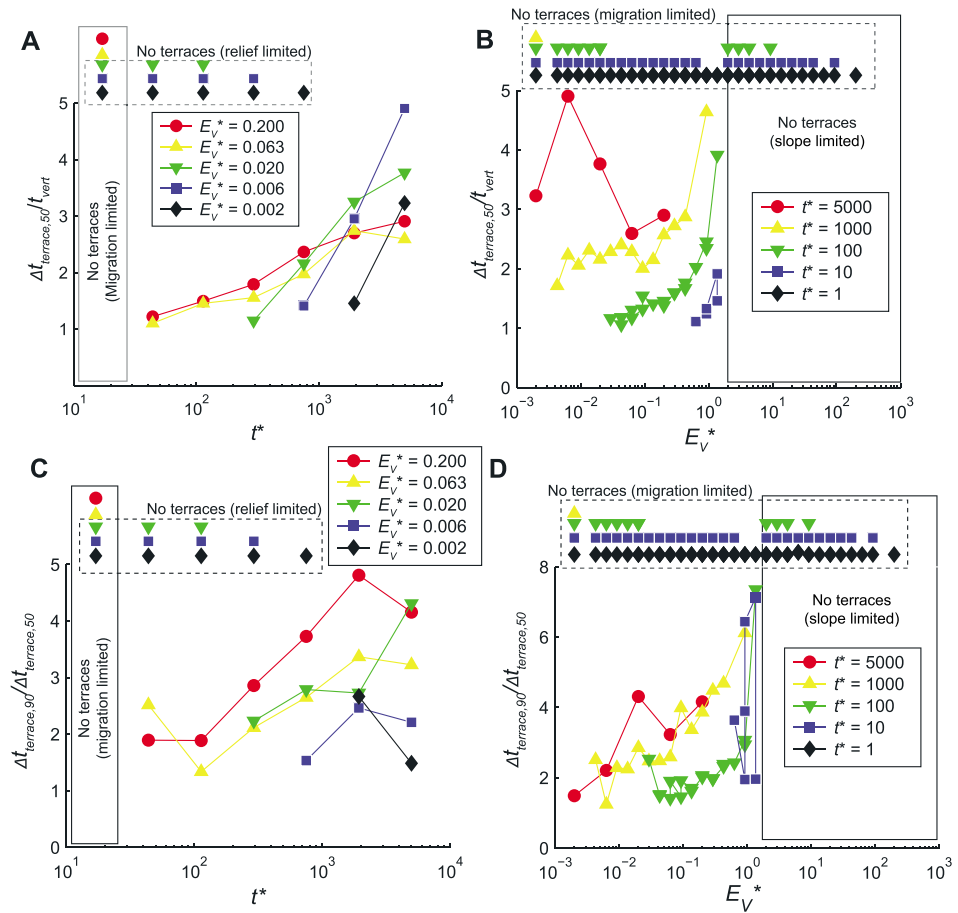 A
No terraces (relief limited)
5
4
3
2
1
0
Δt_terrace,50/t_vert
No terraces
(Migration limited)
E_V* = 0.200
E_V* = 0.063
E_V* = 0.020
E_V* = 0.006
E_V* = 0.002
10^1
10^2
10^3
10^4
t*
B
No terraces (migration limited)
5
4
3
2
1
0
Δt_terrace,50/t_vert
No terraces
(slope limited)
t* = 5000
t* = 1000
t* = 100
t* = 10
t* = 1
10^−3
10^−2
10^−1
10^0
10^1
10^2
10^3
E_V*
C
No terraces (relief limited)
E_V* = 0.200
E_V* = 0.063
E_V* = 0.020
E_V* = 0.006
E_V* = 0.002
5
4
3
2
1
0
Δt_terrace,90/Δt_terrace,50
No terraces
(migration limited)
10^1
10^2
10^3
10^4
t*
D
No terraces (migration limited)
8
6
4
2
0
Δt_terrace,90/Δt_terrace,50
No terraces
(slope limited)
t* = 5000
t* = 1000
t* = 100
t* = 10
t* = 1
10^−3
10^−2
10^−1
10^0
10^1
10^2
10^3
E_V*